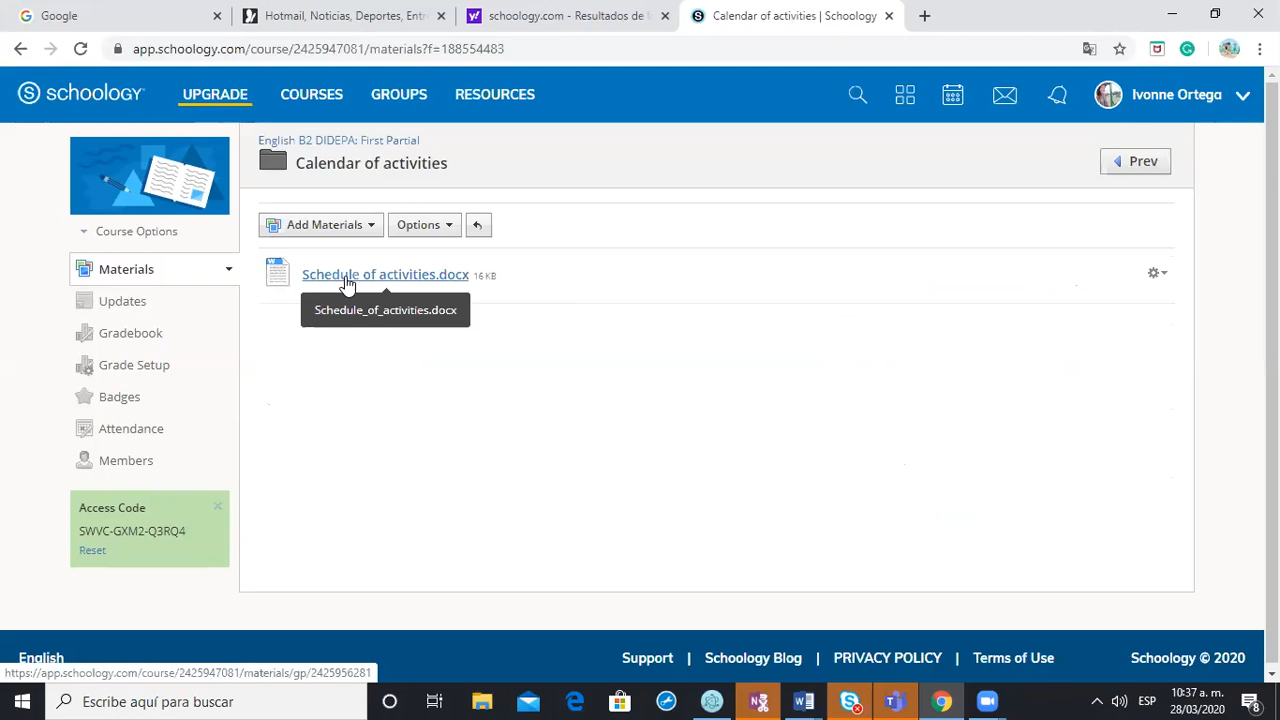 Google
Hotmail, Noticias, Deportes, Entre
schoology.com - Resultados de
Calendar of activities | Schoology
app.schoology.com/course/2425947081/materials?f=188554483
schoology
UPGRADE
COURSES
GROUPS
RESOURCES
Ivonne Ortega
English B2 DIDEPA: First Partial
Calendar of activities
Prev
Course Options
Add Materials
Options
Materials
Schedule of activities.docx 16 KB
Schedule_of_activities.docx
Updates
Gradebook
Grade Setup
Badges
Attendance
Members
Access Code
SWVC-GXM2-Q3RQ4
Reset
English
Support | Schoology Blog | PRIVACY POLICY | Terms of Use
Schoology © 2020
https://app.schoology.com/course/2425947081/materials/gp/2425956281
Escribe aquí para buscar
ESP
10:37 a. m.
28/03/2020
8